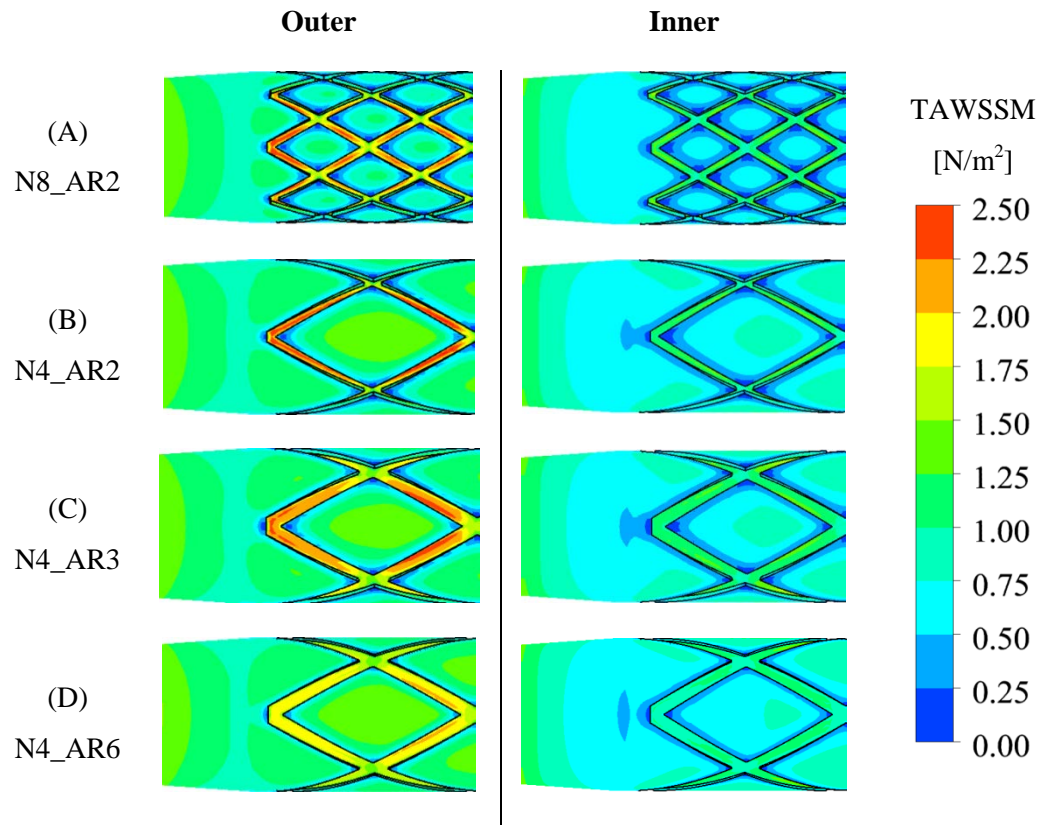 Outer Inner
(A)
N8_AR2
(B)
N4_AR2
(C)
N4_AR3
(D)
N4_AR6
TAWSSM
[N/m²]
2.50
2.25
2.00
1.75
1.50
1.25
1.00
0.75
0.50
0.25
0.00